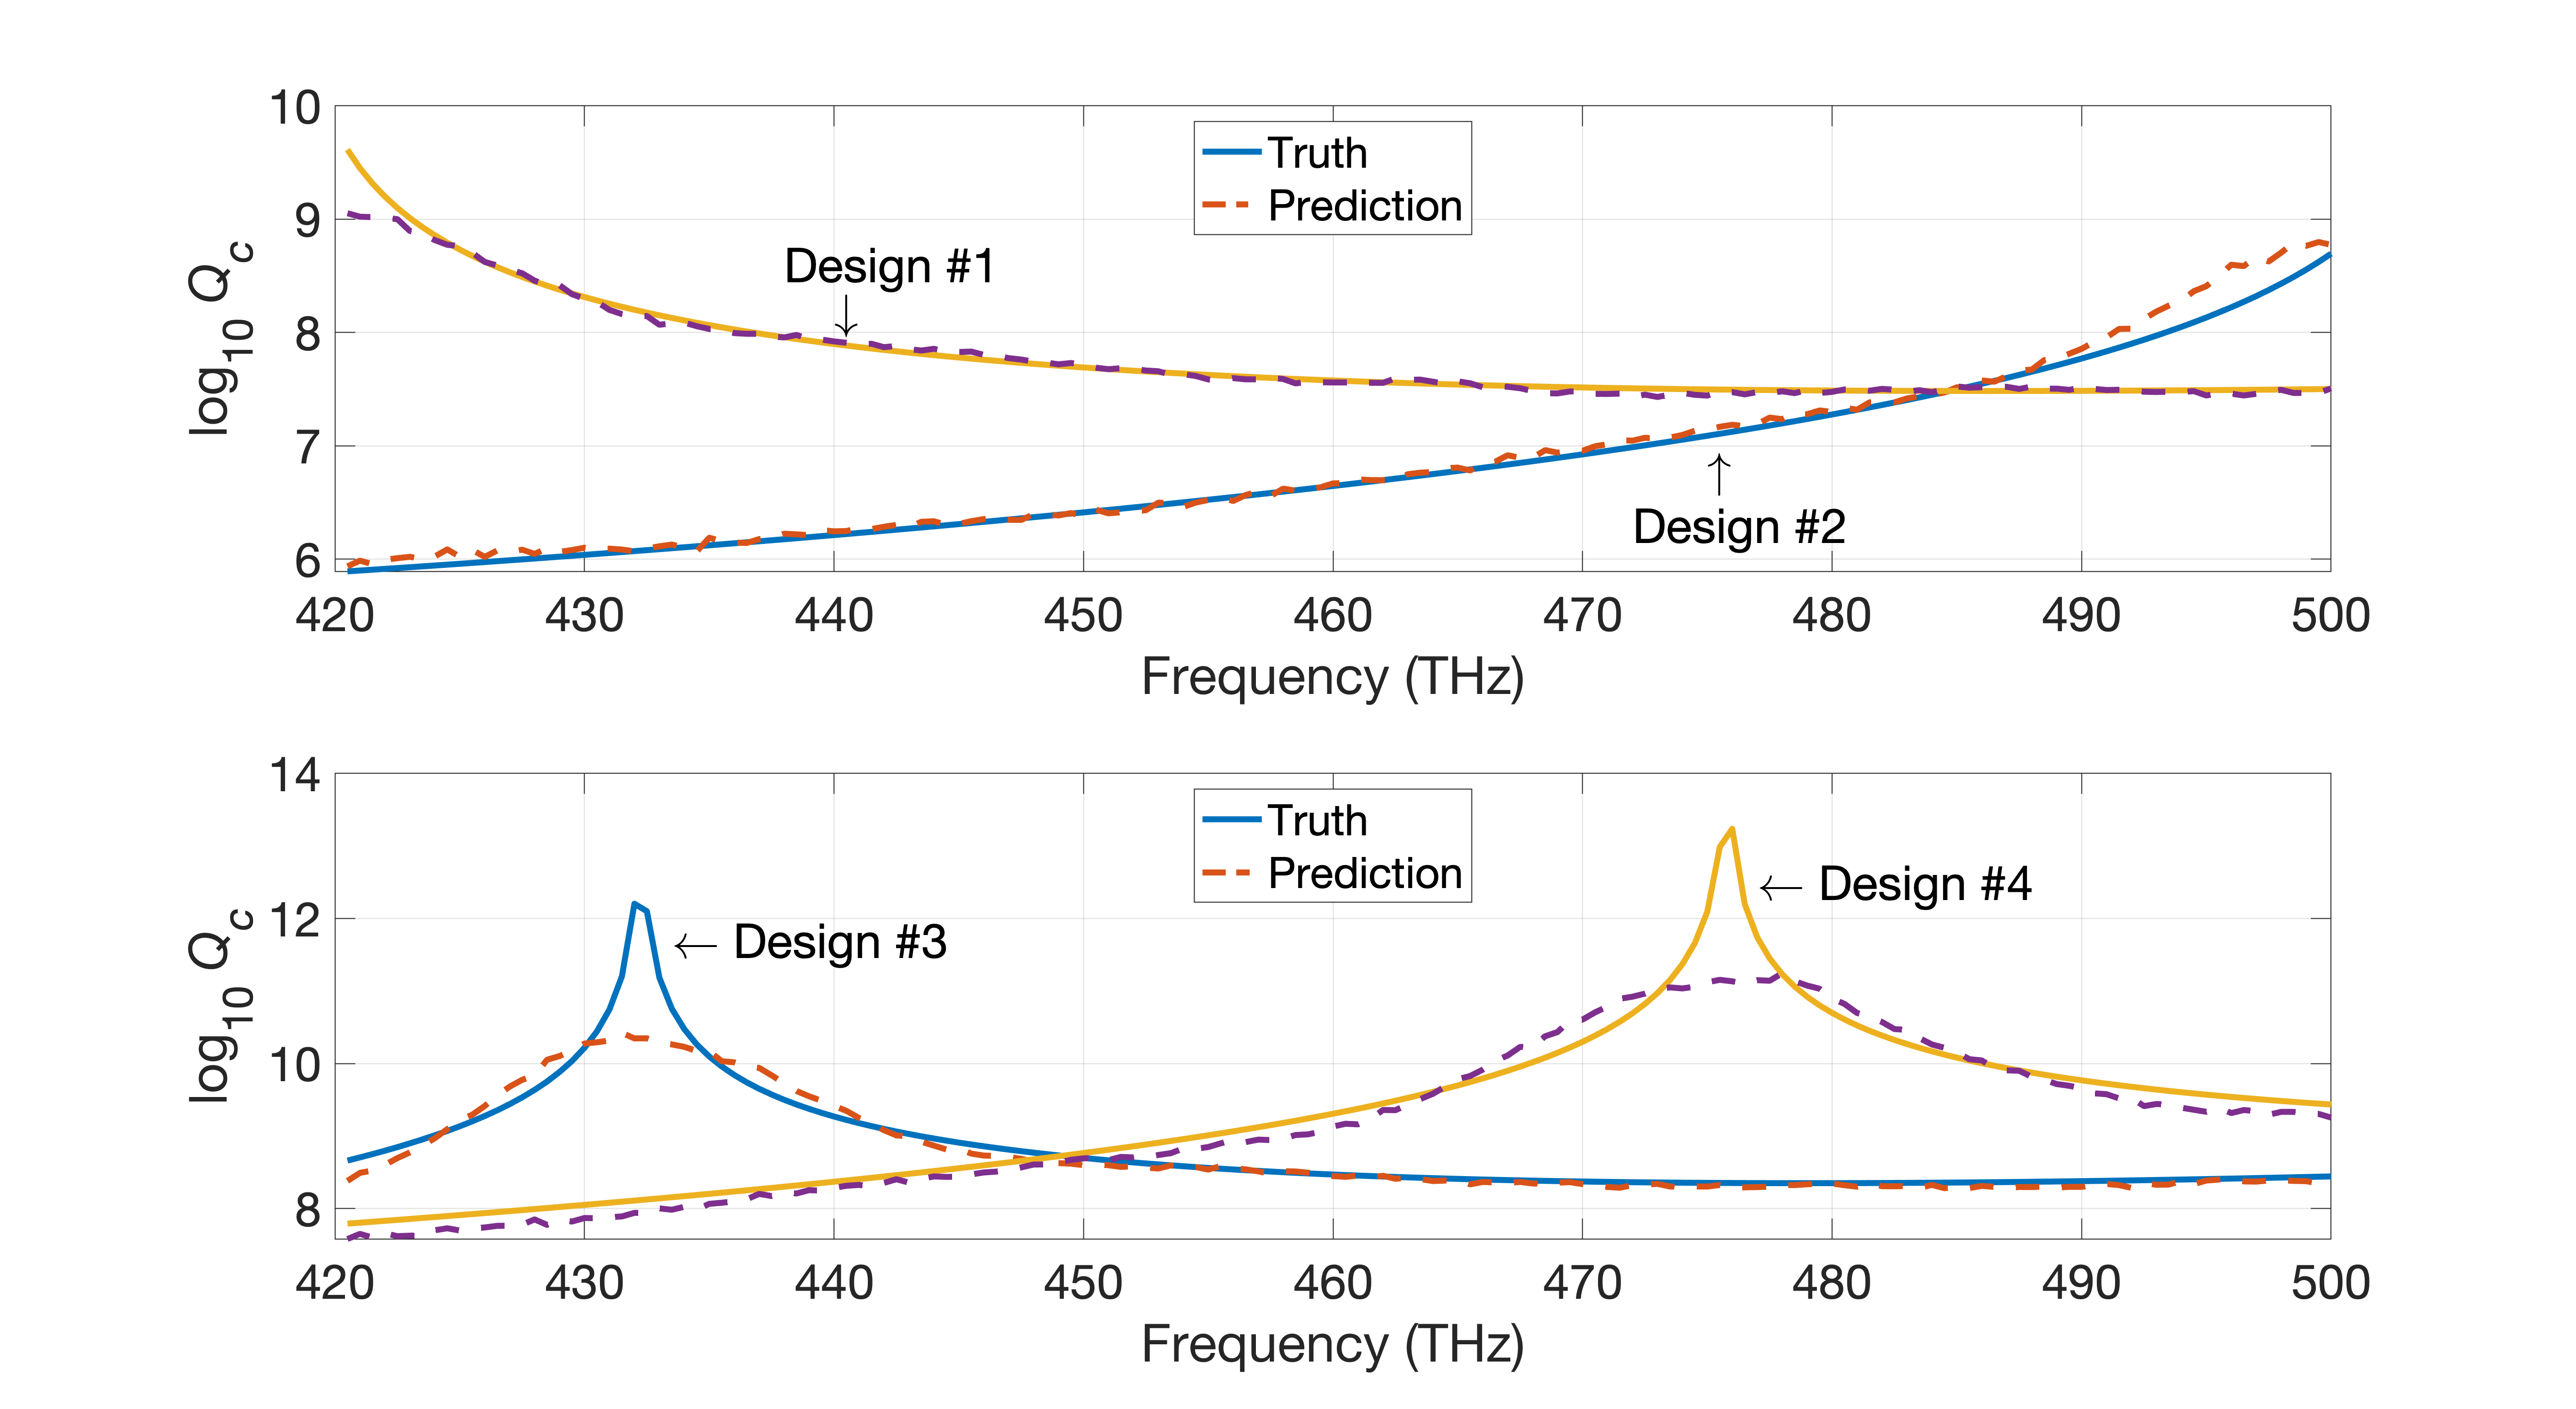 10
9
8
7
6
log10 Qc
Truth
Prediction
Design #1
Design #2
420 430 440 450 460 470 480 490 500
Frequency (THz)
14
12
10
8
log10 Qc
Truth
Prediction
Design #3
Design #4
420 430 440 450 460 470 480 490 500
Frequency (THz)